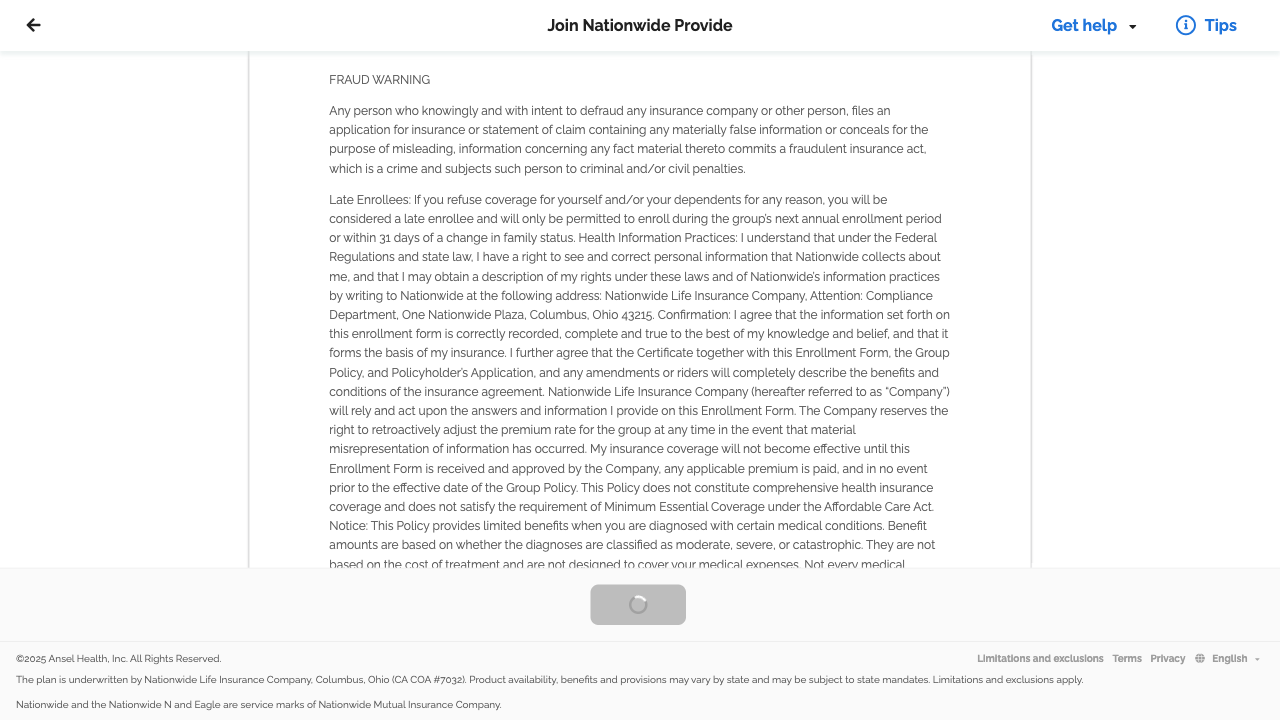 Join Nationwide Provide
Get help
Tips
FRAUD WARNING
Any person who knowingly and with intent to defraud any insurance company or other person, files an
application for insurance or statement of claim containing any materially false information or conceals for the
purpose of misleading, information concerning any fact material thereto commits a fraudulent insurance act,
which is a crime and subjects such person to criminal and/or civil penalties.
Late Enrollees: If you refuse coverage for yourself and/or your dependents for any reason, you will be
considered a late enrollee and will only be permitted to enroll during the group's next annual enrollment period
or within 31 days of a change in family status. Health Information Practices: I understand that under the Federal
Regulations and state law, I have a right to see and correct personal information that Nationwide collects about
me, and that I may obtain a description of my rights under these laws and of Nationwide's information practices
by writing to Nationwide at the following address: Nationwide Life Insurance Company, Attention: Compliance
Department, One Nationwide Plaza, Columbus, Ohio 43215. Confirmation: I agree that the information set forth on
this enrollment form is correctly recorded, complete and true to the best of my knowledge and belief, and that it
forms the basis of my insurance. I further agree that the Certificate together with this Enrollment Form, the Group
Policy, and Policyholder's Application, and any amendments or riders will completely describe the benefits and
conditions of the insurance agreement. Nationwide Life Insurance Company (hereafter referred to as “Company”)
will rely and act upon the answers and information I provide on this Enrollment Form. The Company reserves the
right to retroactively adjust the premium rate for the group at any time in the event that material
misrepresentation of information has occurred. My insurance coverage will not become effective until this
Enrollment Form is received and approved by the Company, any applicable premium is paid, and in no event
prior to the effective date of the Group Policy. This Policy does not constitute comprehensive health insurance
coverage and does not satisfy the requirement of Minimum Essential Coverage under the Affordable Care Act.
Notice: This Policy provides limited benefits when you are diagnosed with certain medical conditions. Benefit
amounts are based on whether the diagnoses are classified as moderate, severe, or catastrophic. They are not
based on the cost of treatment and are not designed to cover your medical expenses. Not every medical
©2025 Ansel Health, Inc. All Rights Reserved.
Limitations and exclusions Terms Privacy English
The plan is underwritten by Nationwide Life Insurance Company, Columbus, Ohio (CA COA #7032). Product availability, benefits and provisions may vary by state and may be subject to state mandates. Limitations and exclusions apply.
Nationwide and the Nationwide N and Eagle are service marks of Nationwide Mutual Insurance Company.